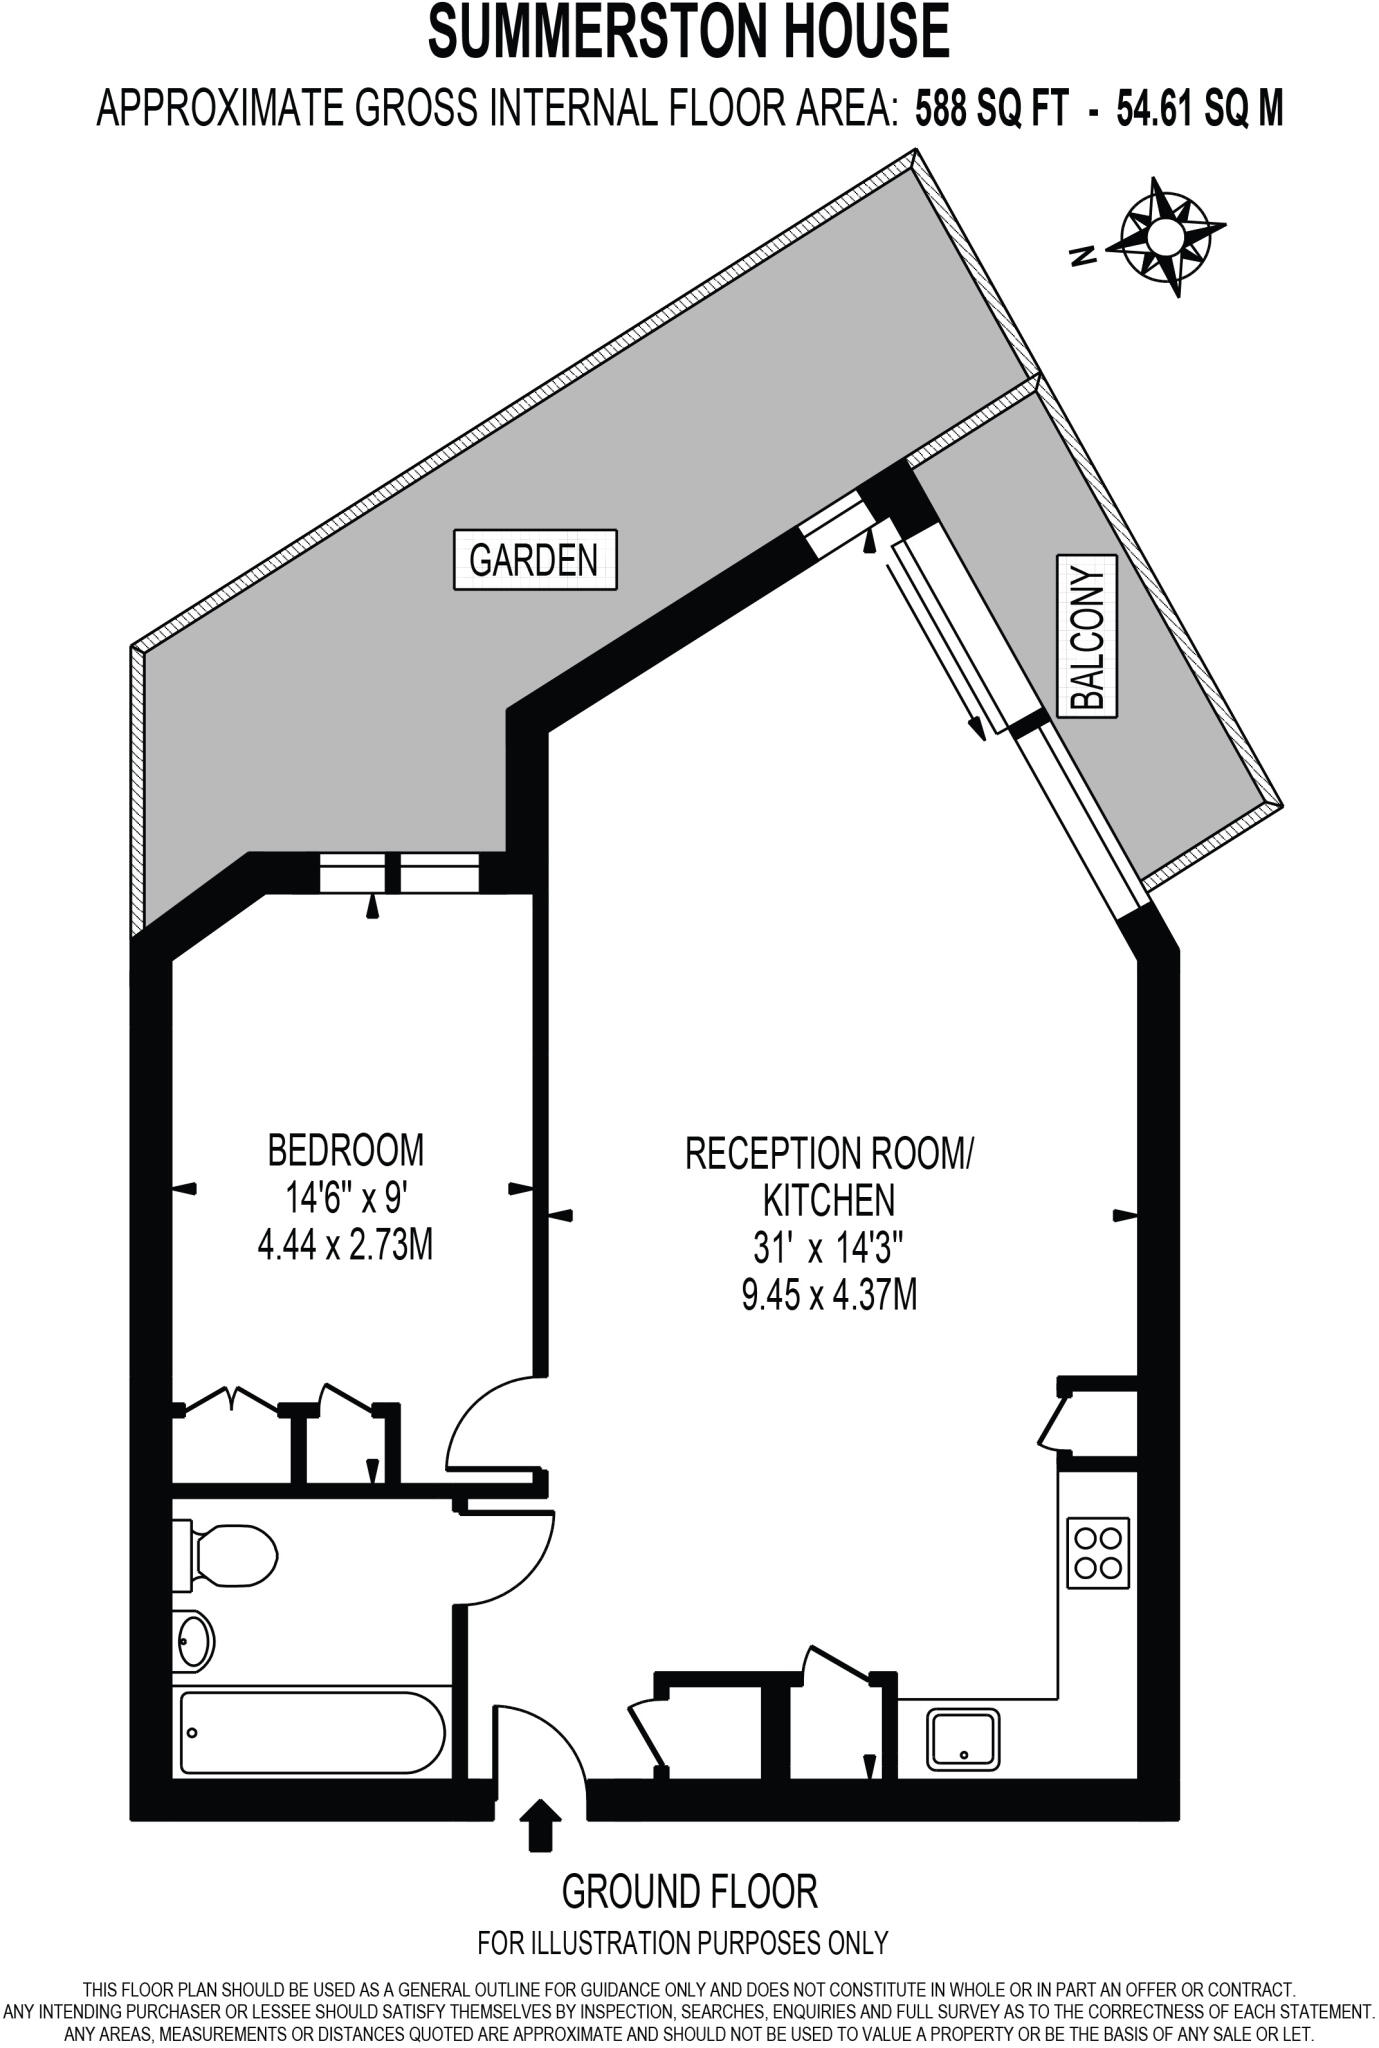 SUMMERSTON HOUSE
APPROXIMATE GROSS INTERNAL FLOOR AREA: 588 SQ FT - 54.61 SQ M
N
GARDEN
BALCONY
BEDROOM
14'6" x 9'
4.44 x 2.73M
RECEPTION ROOM/
KITCHEN
31' x 14'3"
9.45 x 4.37M
GROUND FLOOR
FOR ILLUSTRATION PURPOSES ONLY
THIS FLOOR PLAN SHOULD BE USED AS A GENERAL OUTLINE FOR GUIDANCE ONLY AND DOES NOT CONSTITUTE IN WHOLE OR IN PART AN OFFER OR CONTRACT.
ANY INTENDING PURCHASER OR LESSEE SHOULD SATISFY THEMSELVES BY INSPECTION, SEARCHES, ENQUIRIES AND FULL SURVEY AS TO THE CORRECTNESS OF EACH STATEMENT.
ANY AREAS, MEASUREMENTS OR DISTANCES QUOTED ARE APPROXIMATE AND SHOULD NOT BE USED TO VALUE A PROPERTY OR BE THE BASIS OF ANY SALE OR LET.